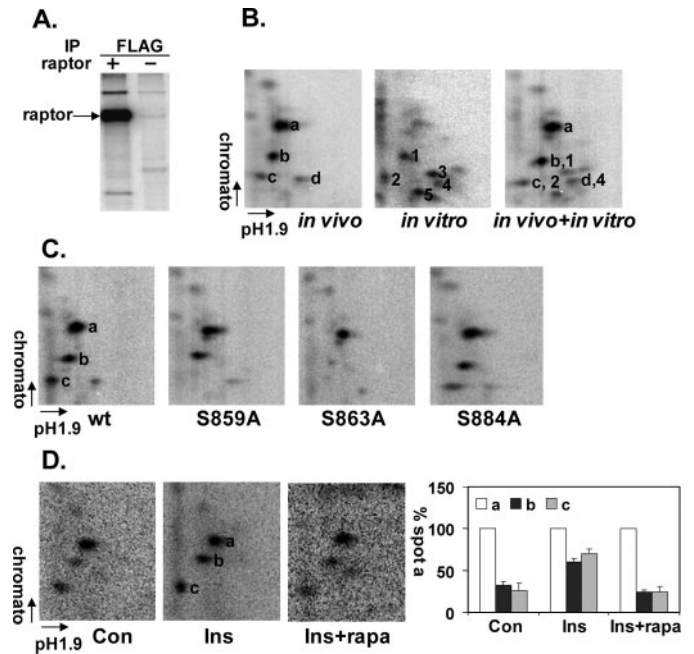 A.
IP FLAG
raptor + −
raptor
B.
chromato
pH1.9
a
b
c
d
in vivo
1
2
3
4
5
in vitro
a
b,1
c, 2
d,4
in vivo+in vitro
C.
chromato
pH1.9
a
b
c
wt
S859A
S863A
S884A
D.
chromato
pH1.9
Con
a
b
c
Ins
Ins+rapa
% spot a
150
100
50
0
a b c
Con Ins Ins+rapa